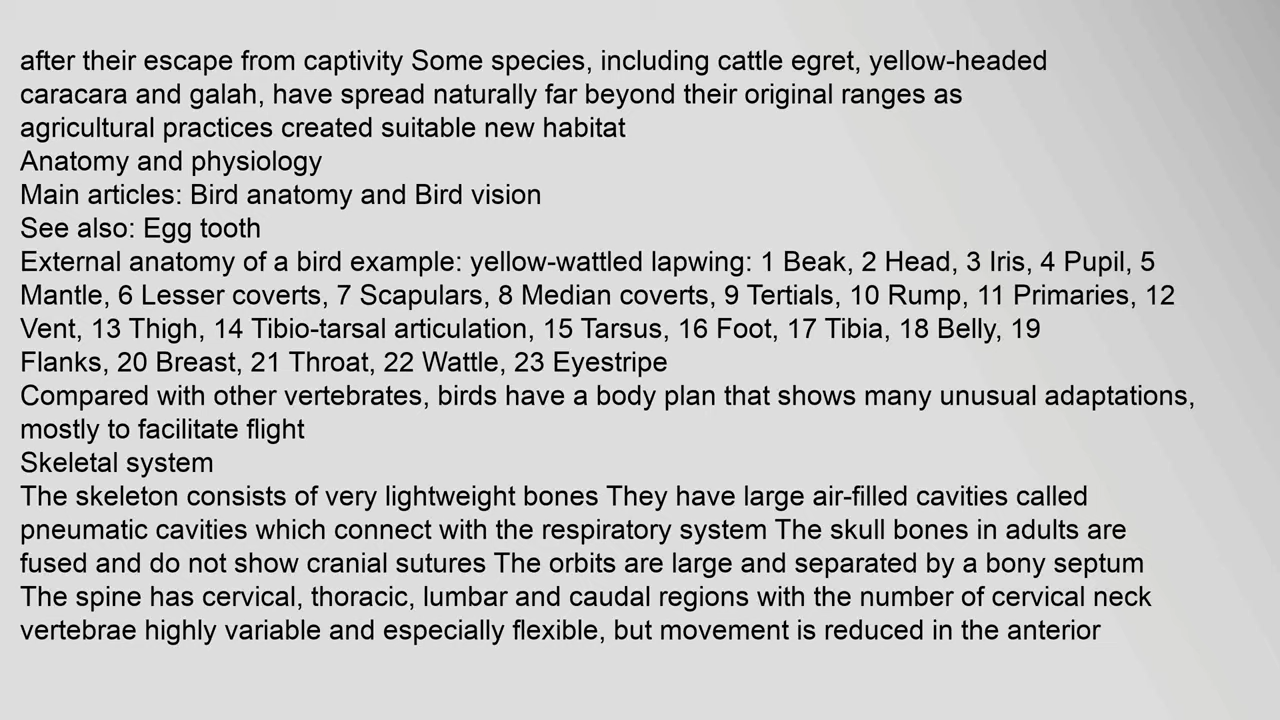 after their escape from captivity Some species, including cattle egret, yellow-headed
caracara and galah, have spread naturally far beyond their original ranges as
agricultural practices created suitable new habitat
Anatomy and physiology
Main articles: Bird anatomy and Bird vision
See also: Egg tooth
External anatomy of a bird example: yellow-wattled lapwing: 1 Beak, 2 Head, 3 Iris, 4 Pupil, 5
Mantle, 6 Lesser coverts, 7 Scapulars, 8 Median coverts, 9 Tertials, 10 Rump, 11 Primaries, 12
Vent, 13 Thigh, 14 Tibio-tarsal articulation, 15 Tarsus, 16 Foot, 17 Tibia, 18 Belly, 19
Flanks, 20 Breast, 21 Throat, 22 Wattle, 23 Eyestripe
Compared with other vertebrates, birds have a body plan that shows many unusual adaptations,
mostly to facilitate flight
Skeletal system
The skeleton consists of very lightweight bones They have large air-filled cavities called
pneumatic cavities which connect with the respiratory system The skull bones in adults are
fused and do not show cranial sutures The orbits are large and separated by a bony septum
The spine has cervical, thoracic, lumbar and caudal regions with the number of cervical neck
vertebrae highly variable and especially flexible, but movement is reduced in the anterior